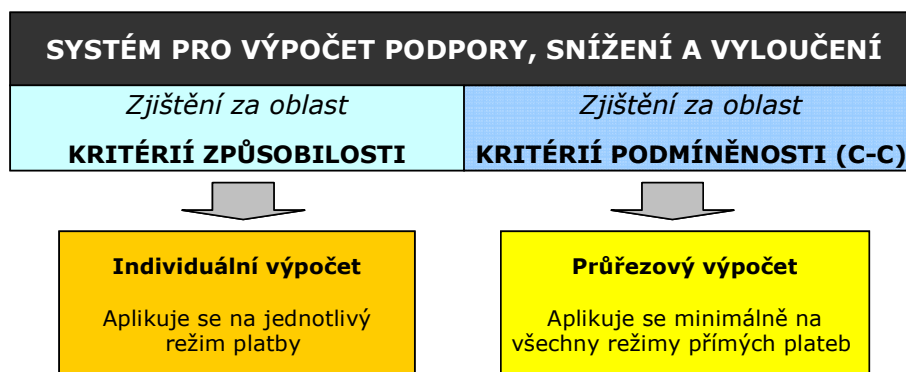 SYSTÉM PRO VÝPOČET PODPORY, SNÍŽENÍ A VYLOUČENÍ
Zjištění za oblast
KRITÉRIÍ ZPŮSOBILOSTI
Zjištění za oblast
KRITÉRIÍ PODMÍNĚNOSTI (C-C)
Individuální výpočet
Aplikuje se na jednotlivý
režim platby
Průřezový výpočet
Aplikuje se minimálně na
všechny režimy přímých plateb